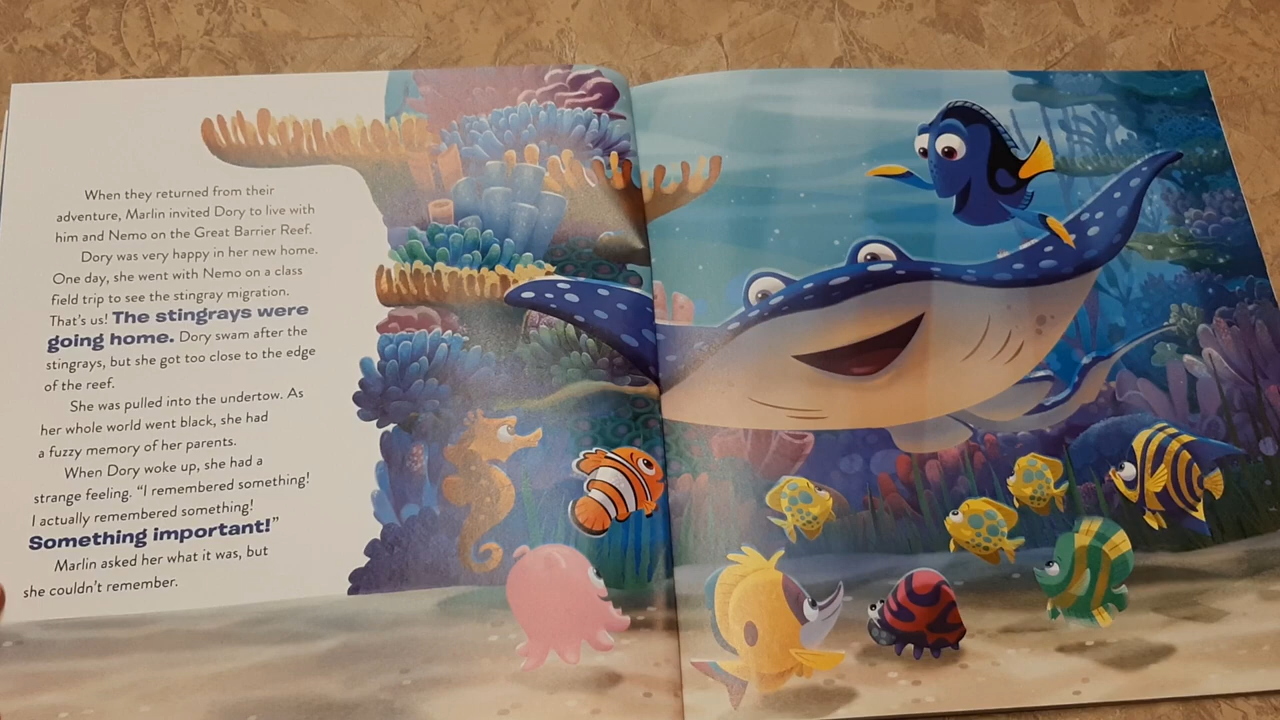 When they returned from their
adventure, Marlin invited Dory to live with
him and Nemo on the Great Barrier Reef.
Dory was very happy in her new home.
One day, she went with Nemo on a class
field trip to see the stingray migration.
That's us! The stingrays were
going home. Dory swam after the
stingrays, but she got too close to the edge
of the reef.
She was pulled into the undertow. As
her whole world went black, she had
a fuzzy memory of her parents.
When Dory woke up, she had a
strange feeling. “I remembered something!
I actually remembered something!
Something important!”
Marlin asked her what it was, but
she couldn't remember.